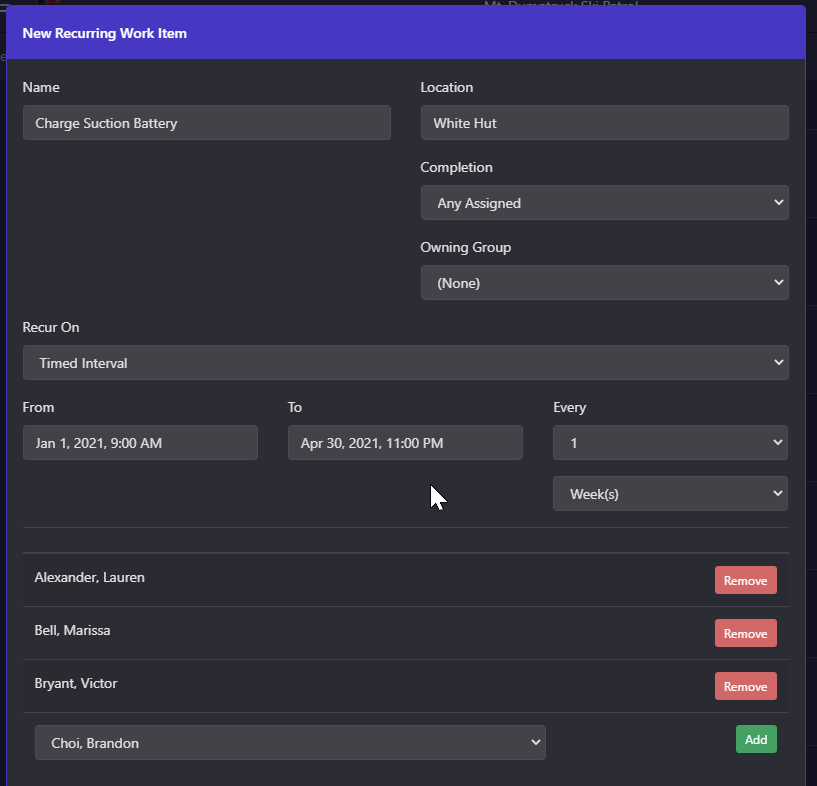 Mt. Dumptruck Ski Patrol
New Recurring Work Item
Name
Location
Charge Suction Battery
White Hut
Completion
Any Assigned
Owning Group
(None)
Recur On
Timed Interval
From
To
Every
Jan 1, 2021, 9:00 AM
Apr 30, 2021, 11:00 PM
1
Week(s)
Alexander, Lauren
Remove
Bell, Marissa
Remove
Bryant, Victor
Remove
Choi, Brandon
Add